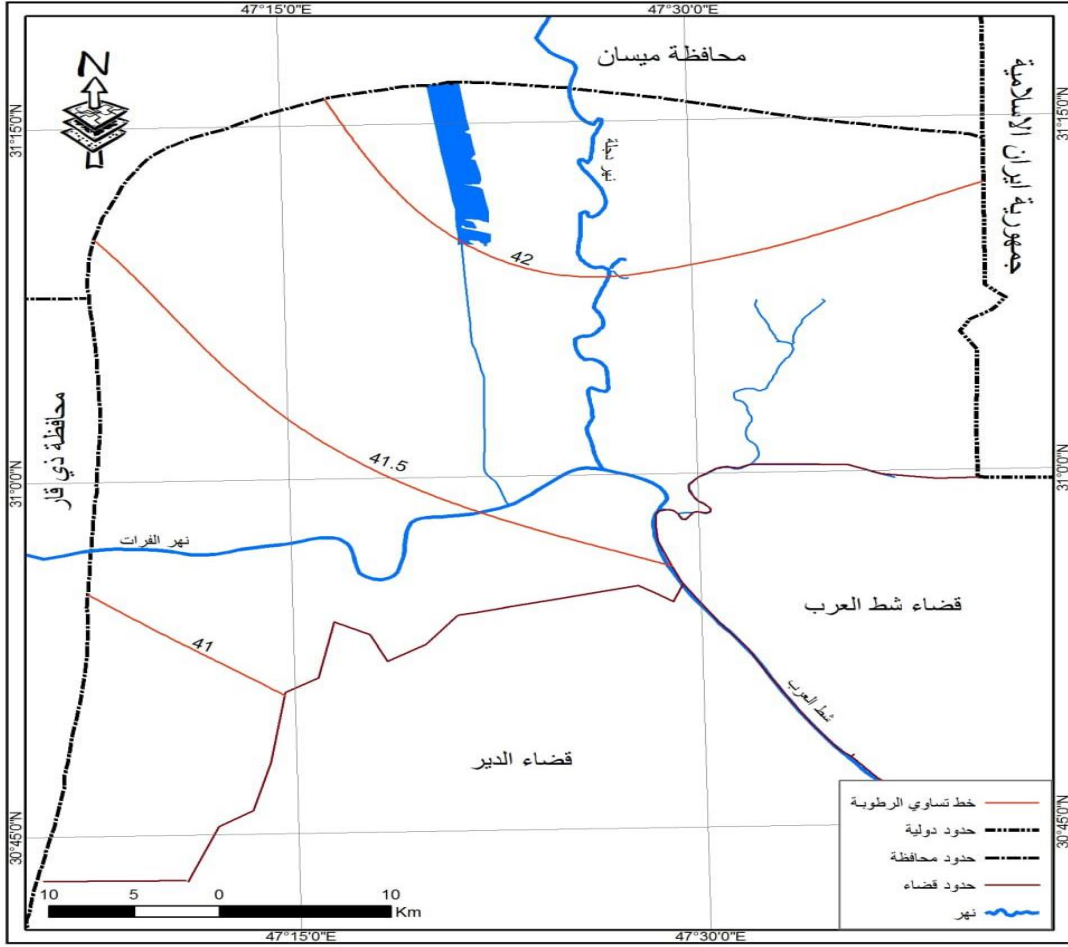 47°15'0"E
47°30'0"E
N
محافظة ميسان
جمهورية ايران الاسلامية
31°15'0"N
31°15'0"N
نهر دجلة
42
محافظة ذي قار
41.5
31°0'0"N
31°0'0"N
نهر الفرات
قضاء شط العرب
41
شط العرب
قضاء الدير
30°45'0"N
30°45'0"N
خط تساوي الرطوبة
حدود دولية
حدود محافظة
حدود قضاء
نهر
10 5 0 10
Km
47°15'0"E
47°30'0"E